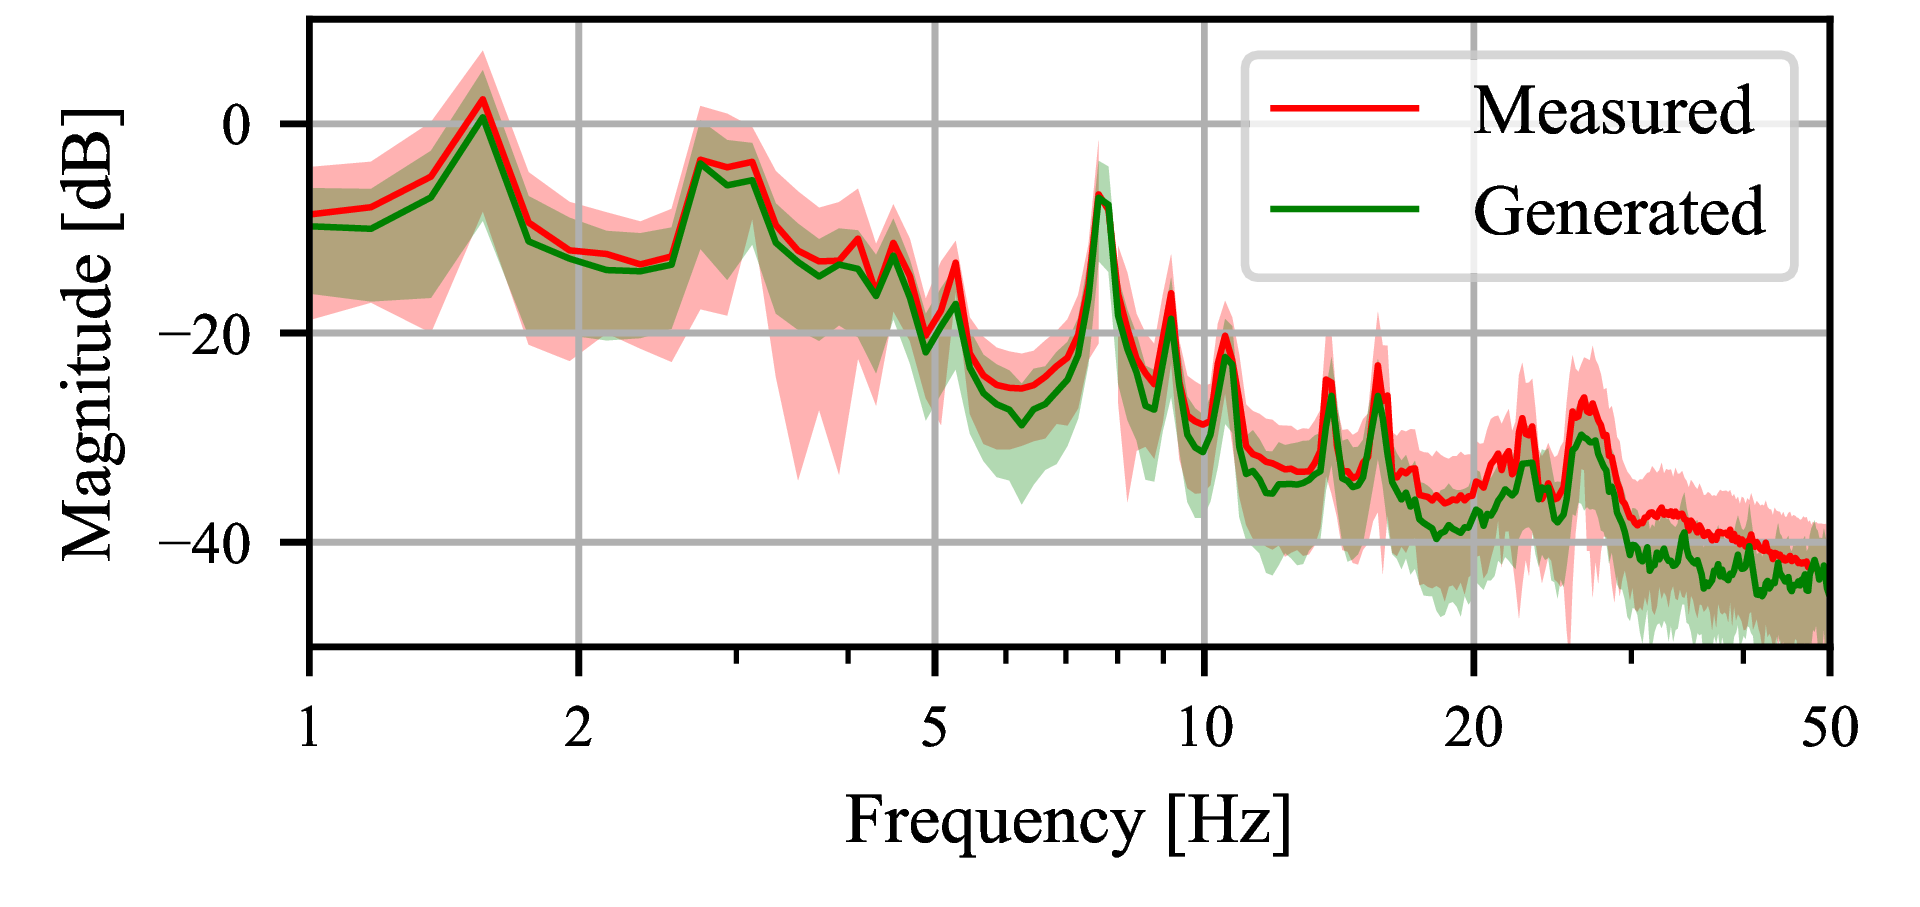 Magnitude [dB]
0
−20
−40
Measured
Generated
1 2 5 10 20 50
Frequency [Hz]